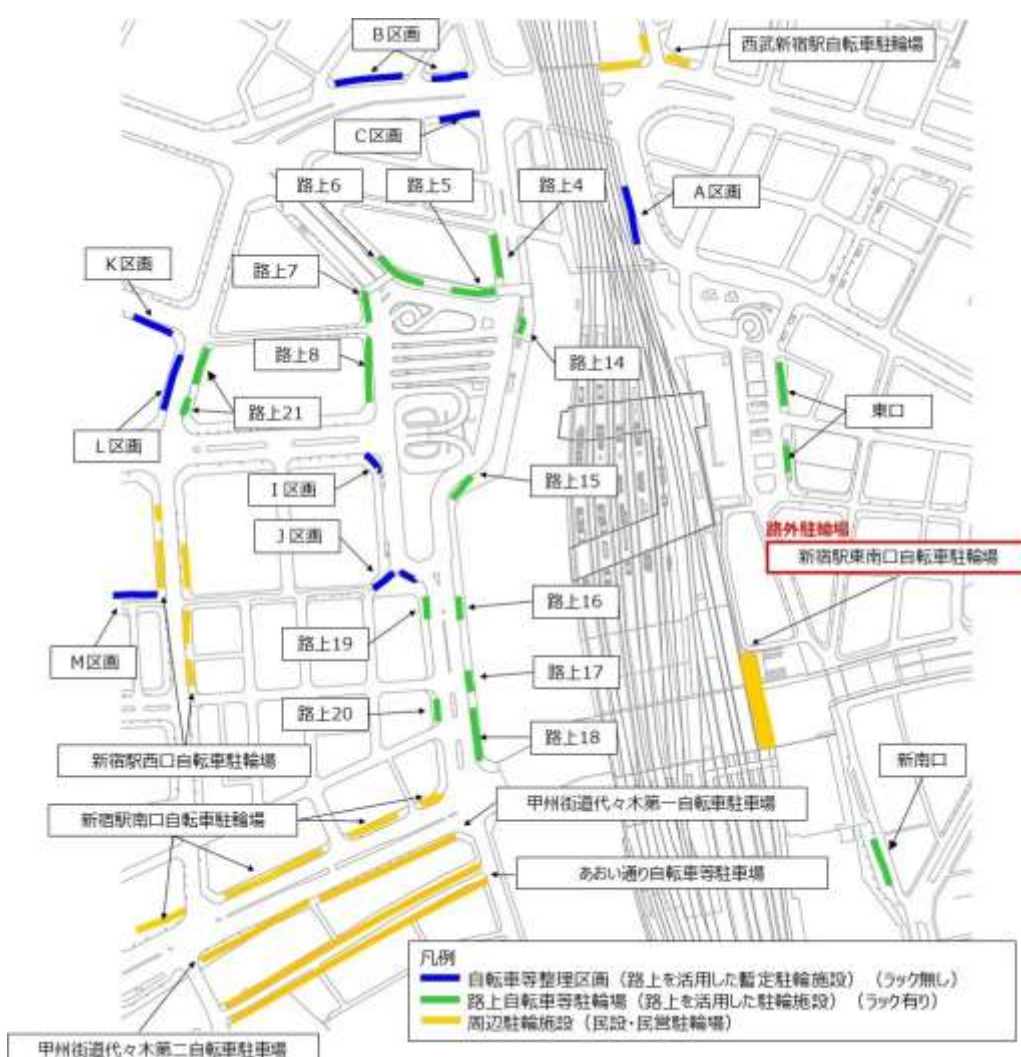 B区画
西武新宿駅自転車駐輪場
C区画
路上6
路上5
路上4
A区画
K区画
路上7
路上8
路上14
東口
L区画
路上21
I区画
路上15
路外駐輪場
新宿駅東南口自転車駐輪場
J区画
路上16
路上19
M区画
路上17
路上20
路上18
新宿駅西口自転車駐輪場
新南口
新宿駅南口自転車駐輪場
甲州街道代々木第一自転車駐車場
あおい通り自転車等駐車場
凡例
自転車等整理区画（路上を活用した暫定駐輪施設）（ラック無し）
路上自転車等駐輪場（路上を活用した駐輪施設）（ラック有り）
周辺駐輪施設（民設・民営駐輪場）
甲州街道代々木第二自転車駐車場